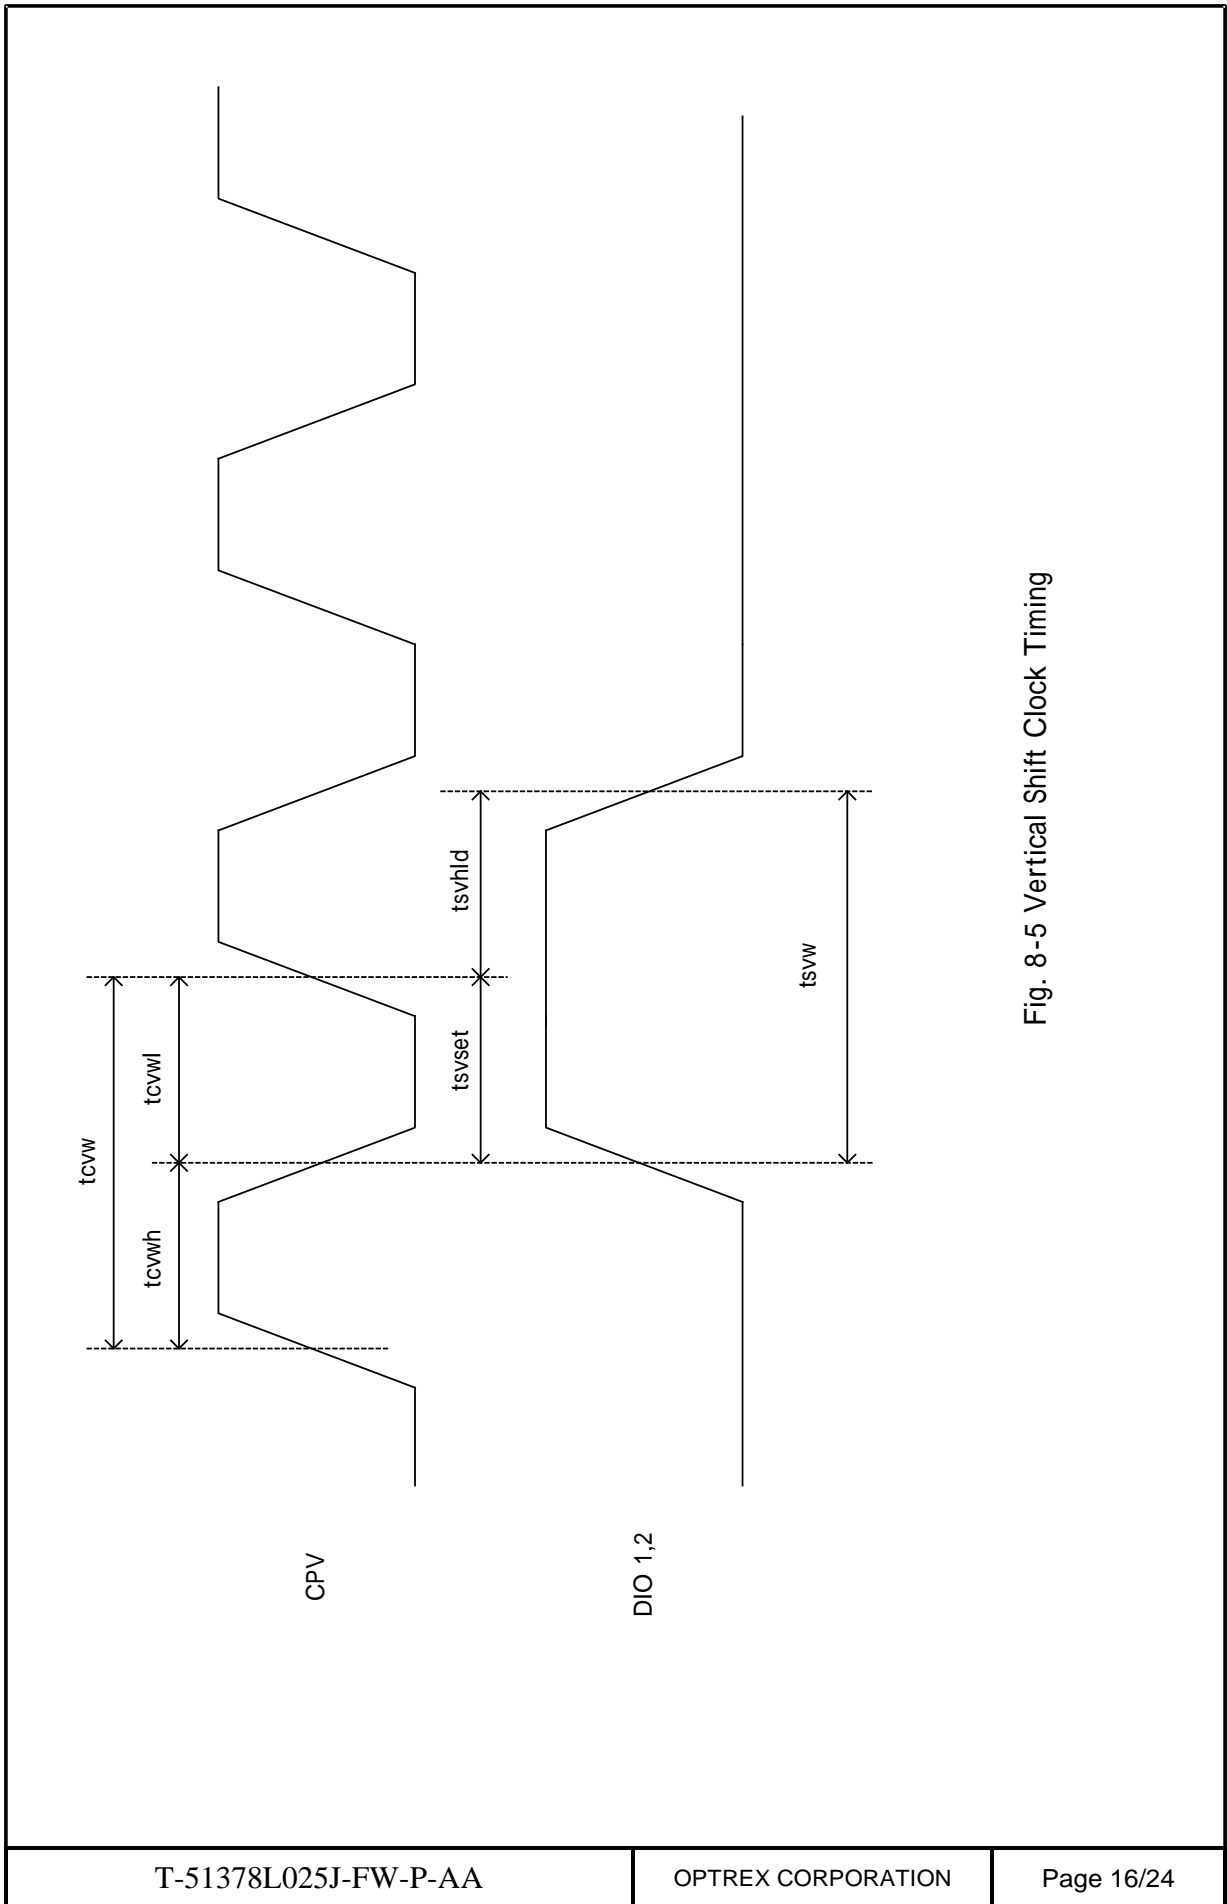 tcvw
tcvwh
tcvwl
CPV
tsvset
tsvhld
DIO 1,2
tsvw
Fig. 8-5 Vertical Shift Clock Timing
T-51378L025J-FW-P-AA
OPTREX CORPORATION
Page 16/24